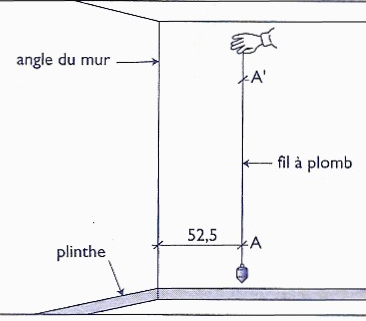 angle du mur
A'
fil à plomb
52,5
A
plinthe